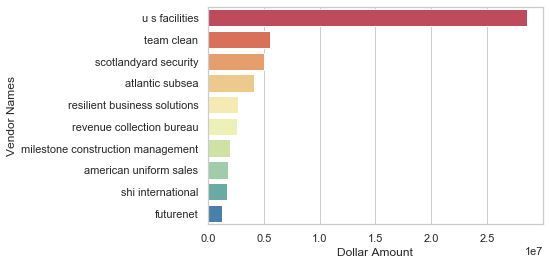 Vendor Names
u s facilities
team clean
scotlandyard security
atlantic subsea
resilient business solutions
revenue collection bureau
milestone construction management
american uniform sales
shi international
futurenet
0.0 0.5 1.0 1.5 2.0 2.5
1e7
Dollar Amount